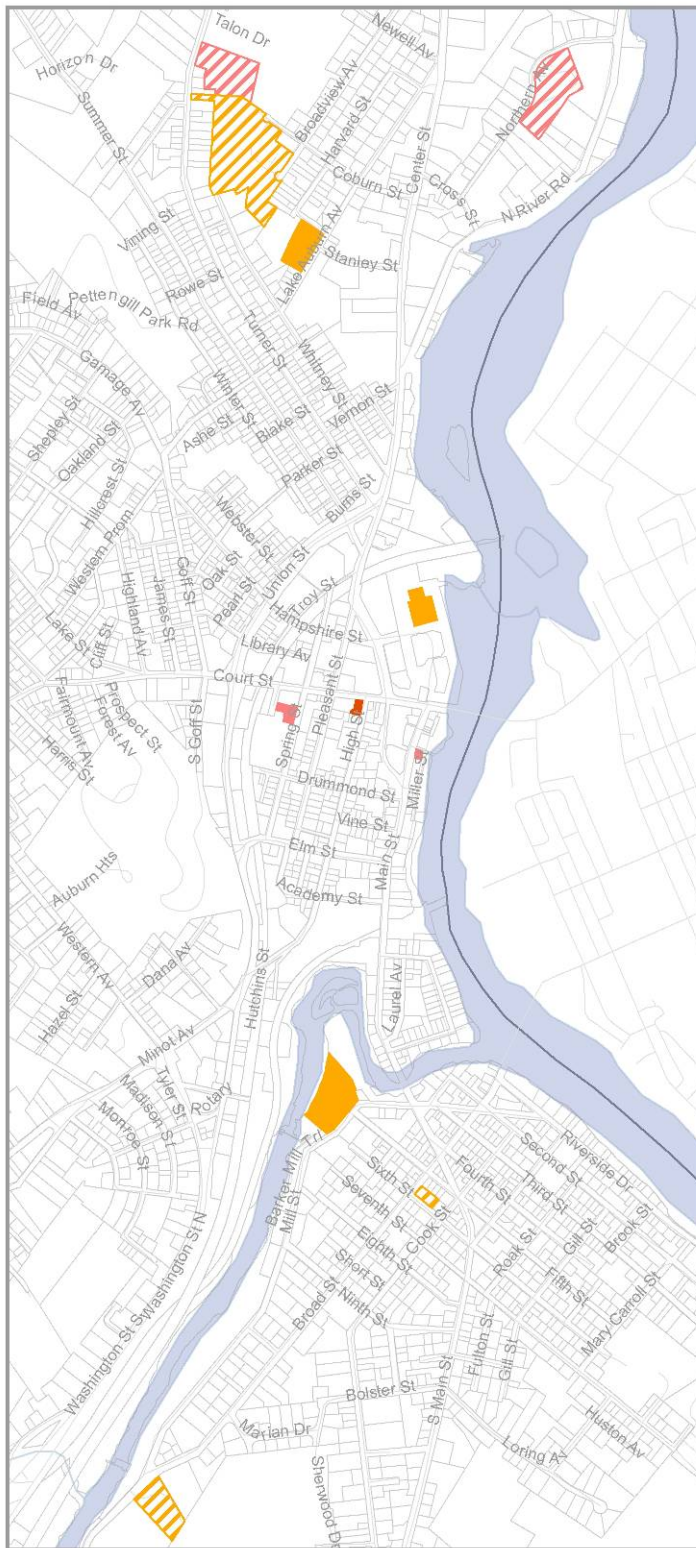 Talon Dr
Newell Av
Horizon Dr
Broadview Av
Northern Av
Harvard St
Summer St
Center St
Coburn St
Cross St
N River Rd
Lake Auburn Av
Vining St
Stanley St
Rowe St
Field Av
Pettengill Park Rd
Turner St
Whitney St
Gamage Av
Winter St
Vernon St
Shepley St
Ashe St
Blake St
Oakland St
Parker St
Hillcrest St
Burns St
Webster St
Western Prom
Goff St
Oak St
Union St
Pearl St
Troy St
Highland Av
James St
Hampshire St
Lake St
Cliff St
Library Av
Court St
Pleasant St
Fairmount Av
Prospect St
Forest Av
S Goff St
Spring St
High St
Harris St
Miller St
Drummond St
Vine St
Elm St
Main St
Auburn Hts
Academy St
Western Av
Dana Av
Hutchins St
Laurel Av
Hazel St
Minot Av
Tyler St
Rotary
Madison St
Monroe St
Barker Mill Trl
Mill St
Riverside Dr
Second St
Sixth St
Fourth St
Third St
Seventh St
Cook St
Gill St
Brook St
Eighth St
Roak St
Washington St N
Short St
Fifth St
Broad St
Ninth St
Mary Carroll St
Washington St S
Fulton St
Gill St
S Main St
Bolster St
Huston Av
Marian Dr
Loring Av
Sherwood Dr